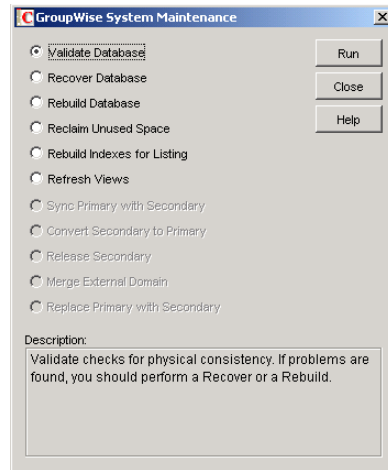 GroupWise System Maintenance
Validate Database
Run
Recover Database
Close
Rebuild Database
Reclaim Unused Space
Help
Rebuild Indexes for Listing
Refresh Views
Sync Primary with Secondary
Convert Secondary to Primary
Release Secondary
Merge External Domain
Replace Primary with Secondary
Description:
Validate checks for physical consistency. If problems are
found, you should perform a Recover or a Rebuild.